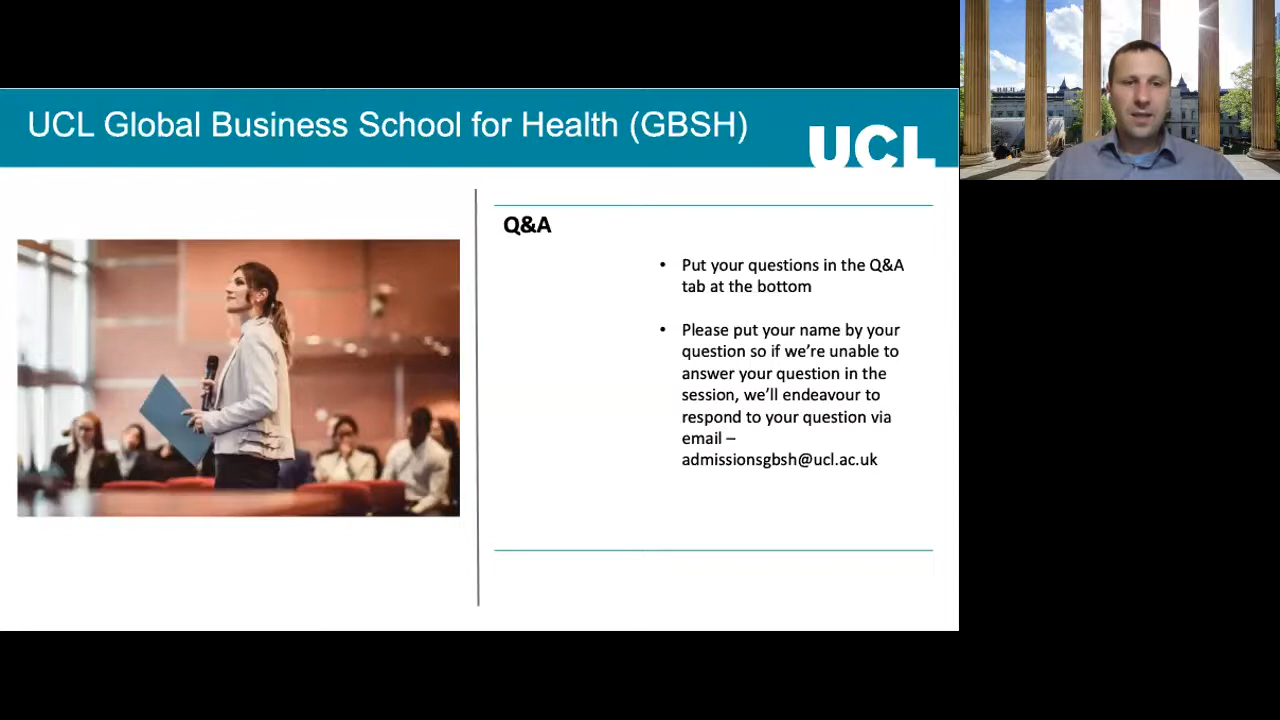 UCL Global Business School for Health (GBSH)
UCL
Q&A
• Put your questions in the Q&A
tab at the bottom
• Please put your name by your
question so if we’re unable to
answer your question in the
session, we’ll endeavour to
respond to your question via
email –
admissionsgbsh@ucl.ac.uk